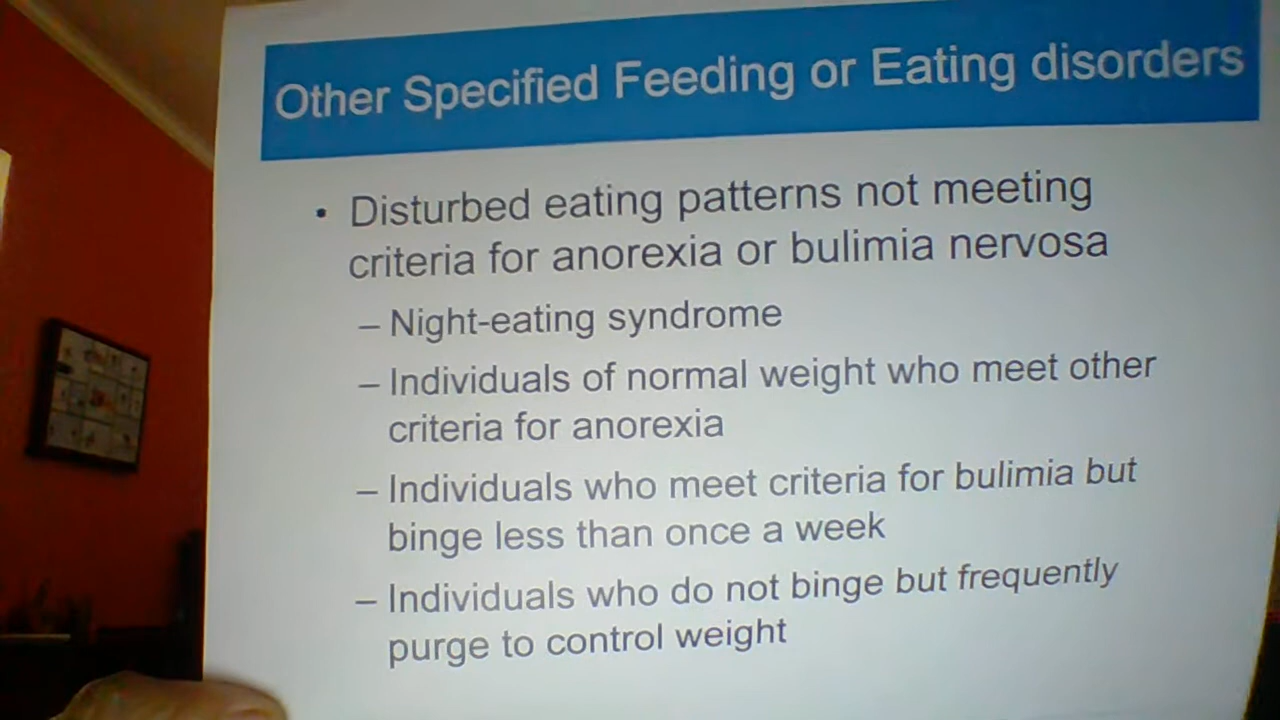 Other Specified Feeding or Eating disorders
• Disturbed eating patterns not meeting
criteria for anorexia or bulimia nervosa
– Night-eating syndrome
– Individuals of normal weight who meet other
criteria for anorexia
– Individuals who meet criteria for bulimia but
binge less than once a week
– Individuals who do not binge but frequently
purge to control weight